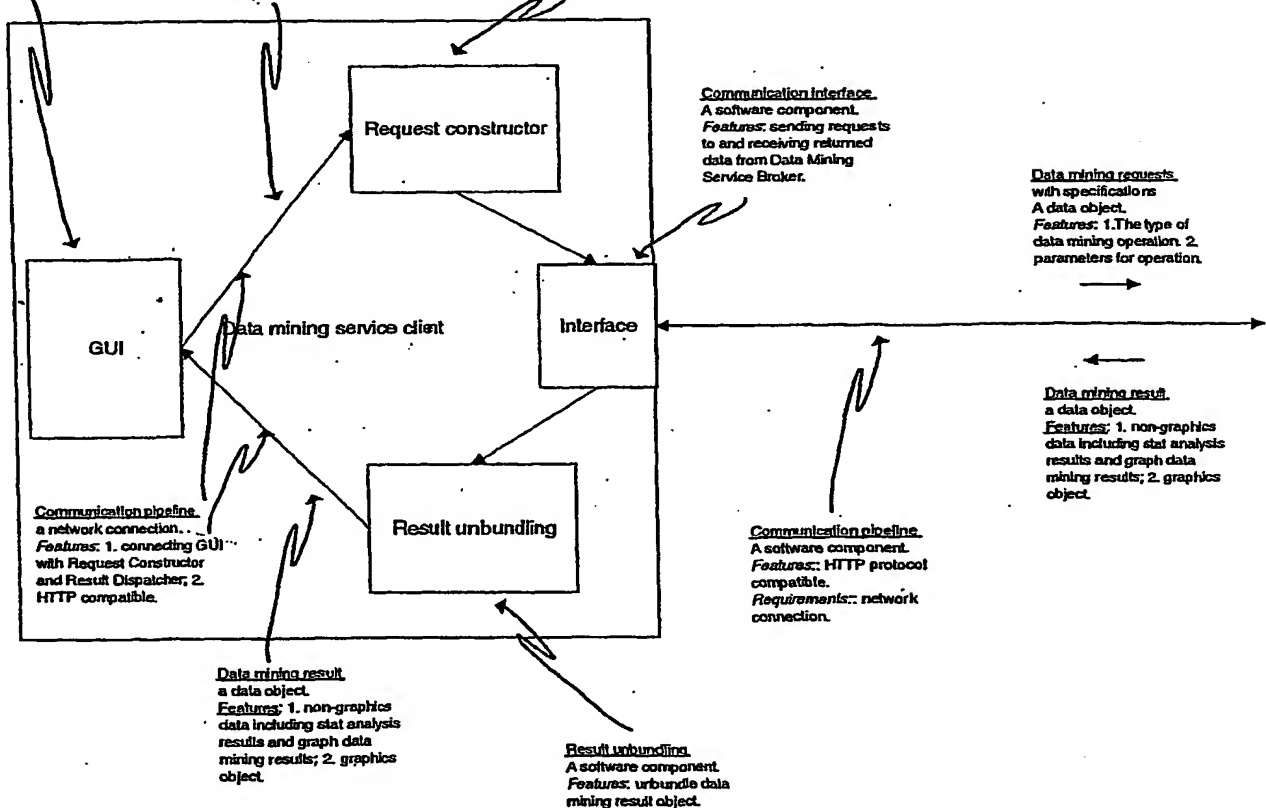 Request constructor
Communication interface
A software component.
Features: sending requests
to and receiving returned
data from Data Mining
Service Broker.
Data mining requests
with specifications
A data object.
Features: 1.The type of
data mining operation. 2.
parameters for operation.
GUI
Data mining service client
Interface
Data mining result
a data object.
Features; 1. non-graphics
data including stat analysis
results and graph data
mining results; 2. graphics
object.
Communication pipeline
a network connection.
Features: 1. connecting GUI
with Request Constructor
and Result Dispatcher; 2.
HTTP compatible.
Result unbundling
Communication pipeline
A software component.
Features:: HTTP protocol
compatible.
Requirements:: network
connection.
Data mining result
a data object.
Features; 1. non-graphics
data including stat analysis
results and graph data
mining results; 2. graphics
object.
Result unbundling
A software component.
Features: unbundle data
mining result object.